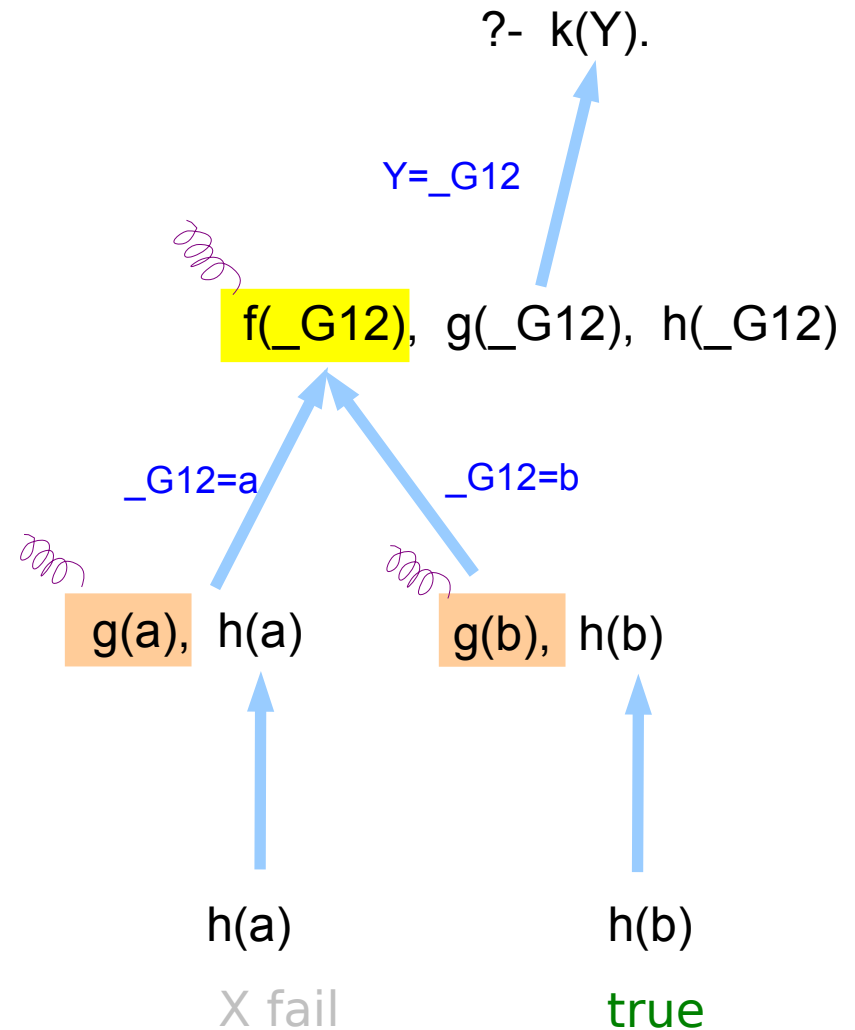 ?- k(Y).
Y=_G12
f(_G12), g(_G12), h(_G12)
_G12=a _G12=b
g(a), h(a) g(b), h(b)
h(a) h(b)
X fail true